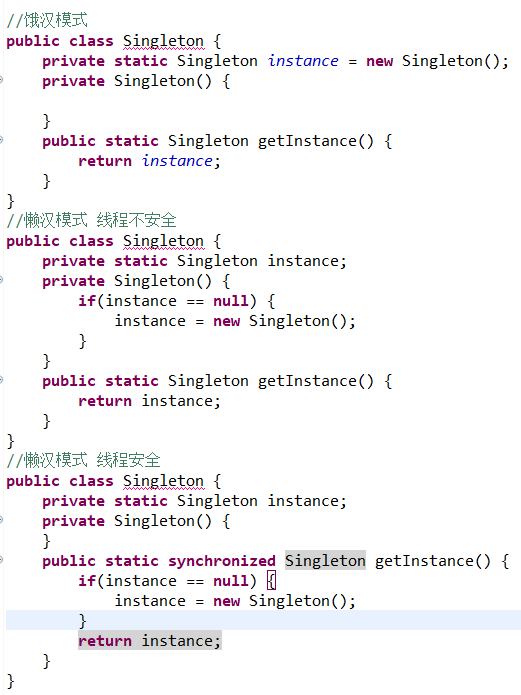 //饿汉模式
public class Singleton {
    private static Singleton instance = new Singleton();
    private Singleton() {
    }
    public static Singleton getInstance() {
        return instance;
    }
}
//懒汉模式 线程不安全
public class Singleton {
    private static Singleton instance;
    private Singleton() {
        if(instance == null) {
            instance = new Singleton();
        }
    }
    public static Singleton getInstance() {
        return instance;
    }
}
//懒汉模式 线程安全
public class Singleton {
    private static Singleton instance;
    private Singleton() {
    }
    public static synchronized Singleton getInstance() {
        if(instance == null) {
            instance = new Singleton();
        }
        return instance;
    }
}